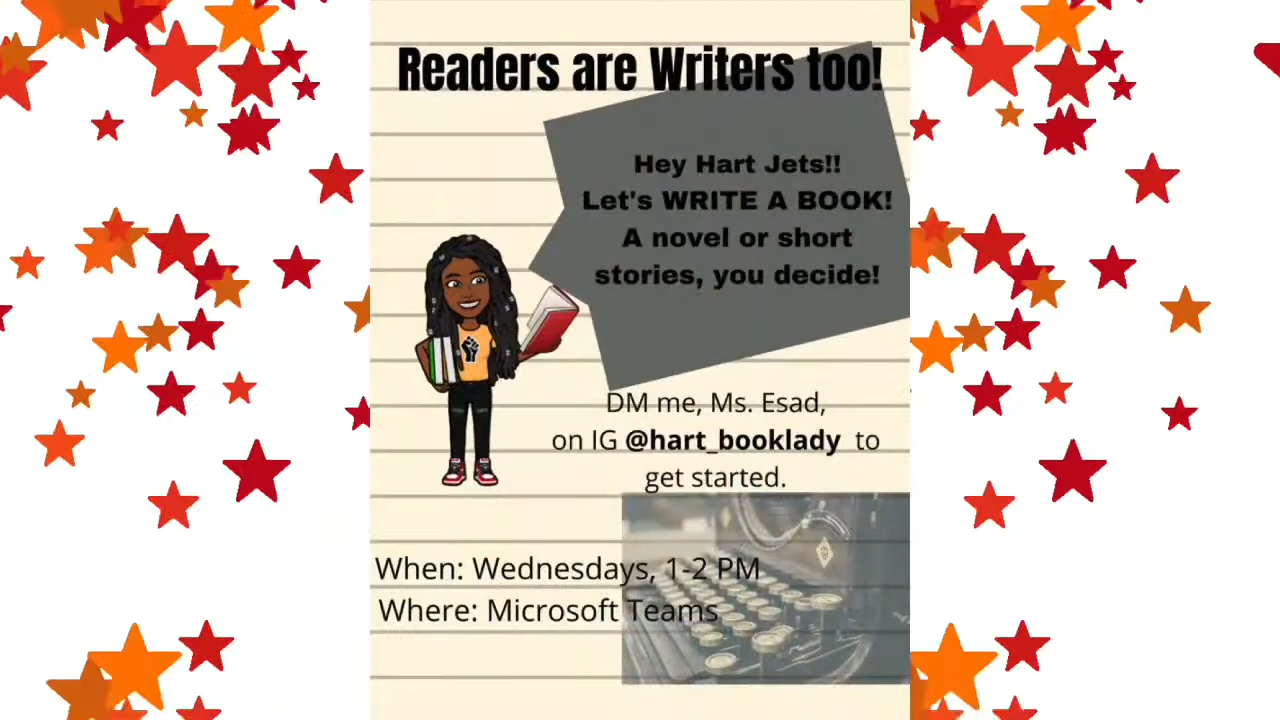 Readers are Writers too!
Hey Hart Jets!!
Let's WRITE A BOOK!
A novel or short
stories, you decide!
DM me, Ms. Esad,
on IG @hart_booklady to
get started.
When: Wednesdays, 1-2 PM
Where: Microsoft Teams